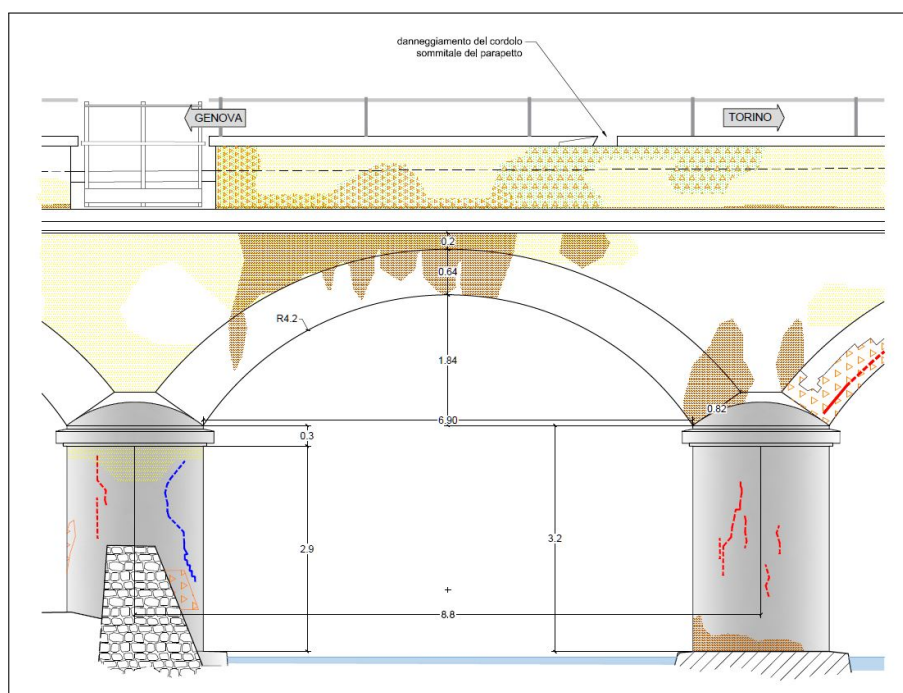 danneggiamento del cordolo
sommitale del parapetto
GENOVA
TORINO
0.2
0.64
R4.2
1.84
0.82
6.90
0.3
2.9
3.2
8.8